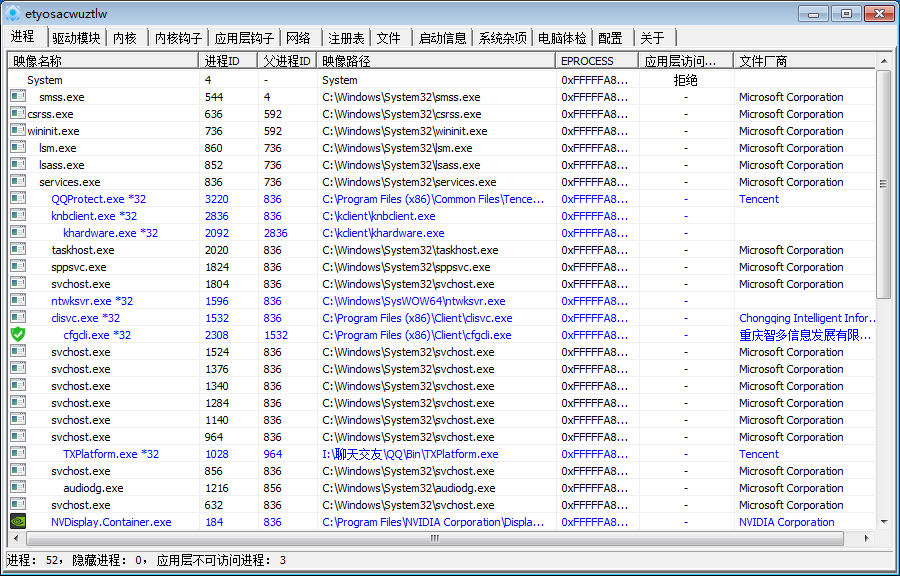 etyosacwuztlw
进程 驱动模块 内核 内核钩子 应用层钩子 网络 注册表 文件 启动信息 系统杂项 电脑体检 配置 关于
映像名称 进程ID 父进程ID 映像路径 EPROCESS 应用层访问... 文件厂商
System 4 - System 0xFFFFFA8... 拒绝
smss.exe 544 4 C:\Windows\System32\smss.exe 0xFFFFFA8... - Microsoft Corporation
csrss.exe 636 592 C:\Windows\System32\csrss.exe 0xFFFFFA8... - Microsoft Corporation
wininit.exe 736 592 C:\Windows\System32\wininit.exe 0xFFFFFA8... - Microsoft Corporation
lsm.exe 860 736 C:\Windows\System32\lsm.exe 0xFFFFFA8... - Microsoft Corporation
lsass.exe 852 736 C:\Windows\System32\lsass.exe 0xFFFFFA8... - Microsoft Corporation
services.exe 836 736 C:\Windows\System32\services.exe 0xFFFFFA8... - Microsoft Corporation
QQProtect.exe *32 3220 836 C:\Program Files (x86)\Common Files\Tence... 0xFFFFFA8... - Tencent
knbclient.exe *32 2836 836 C:\kclient\knbclient.exe 0xFFFFFA8... -
khardware.exe *32 2092 2836 C:\kclient\khardware.exe 0xFFFFFA8... -
taskhost.exe 2020 836 C:\Windows\System32\taskhost.exe 0xFFFFFA8... - Microsoft Corporation
sppsvc.exe 1824 836 C:\Windows\System32\sppsvc.exe 0xFFFFFA8... - Microsoft Corporation
svchost.exe 1804 836 C:\Windows\System32\svchost.exe 0xFFFFFA8... - Microsoft Corporation
ntwksvr.exe *32 1596 836 C:\Windows\SysWOW64\ntwksvr.exe 0xFFFFFA8... -
clisvc.exe *32 1532 836 C:\Program Files (x86)\Client\clisvc.exe 0xFFFFFA8... - Chongqing Intelligent Infor...
cfgcli.exe *32 2308 1532 C:\Program Files (x86)\Client\cfgcli.exe 0xFFFFFA8... - 重庆智多信息发展有限...
svchost.exe 1524 836 C:\Windows\System32\svchost.exe 0xFFFFFA8... - Microsoft Corporation
svchost.exe 1376 836 C:\Windows\System32\svchost.exe 0xFFFFFA8... - Microsoft Corporation
svchost.exe 1340 836 C:\Windows\System32\svchost.exe 0xFFFFFA8... - Microsoft Corporation
svchost.exe 1284 836 C:\Windows\System32\svchost.exe 0xFFFFFA8... - Microsoft Corporation
svchost.exe 1140 836 C:\Windows\System32\svchost.exe 0xFFFFFA8... - Microsoft Corporation
svchost.exe 964 836 C:\Windows\System32\svchost.exe 0xFFFFFA8... - Microsoft Corporation
TXPlatform.exe *32 1028 964 I:\聊天交友\QQ\Bin\TXPlatform.exe 0xFFFFFA8... - Tencent
svchost.exe 856 836 C:\Windows\System32\svchost.exe 0xFFFFFA8... - Microsoft Corporation
audiodg.exe 1216 856 C:\Windows\System32\audiodg.exe 0xFFFFFA8... - Microsoft Corporation
svchost.exe 632 836 C:\Windows\System32\svchost.exe 0xFFFFFA8... - Microsoft Corporation
NVDisplay.Container.exe 184 836 C:\Program Files\NVIDIA Corporation\Displa... 0xFFFFFA8... - NVIDIA Corporation
进程: 52, 隐藏进程: 0, 应用层不可访问进程: 3